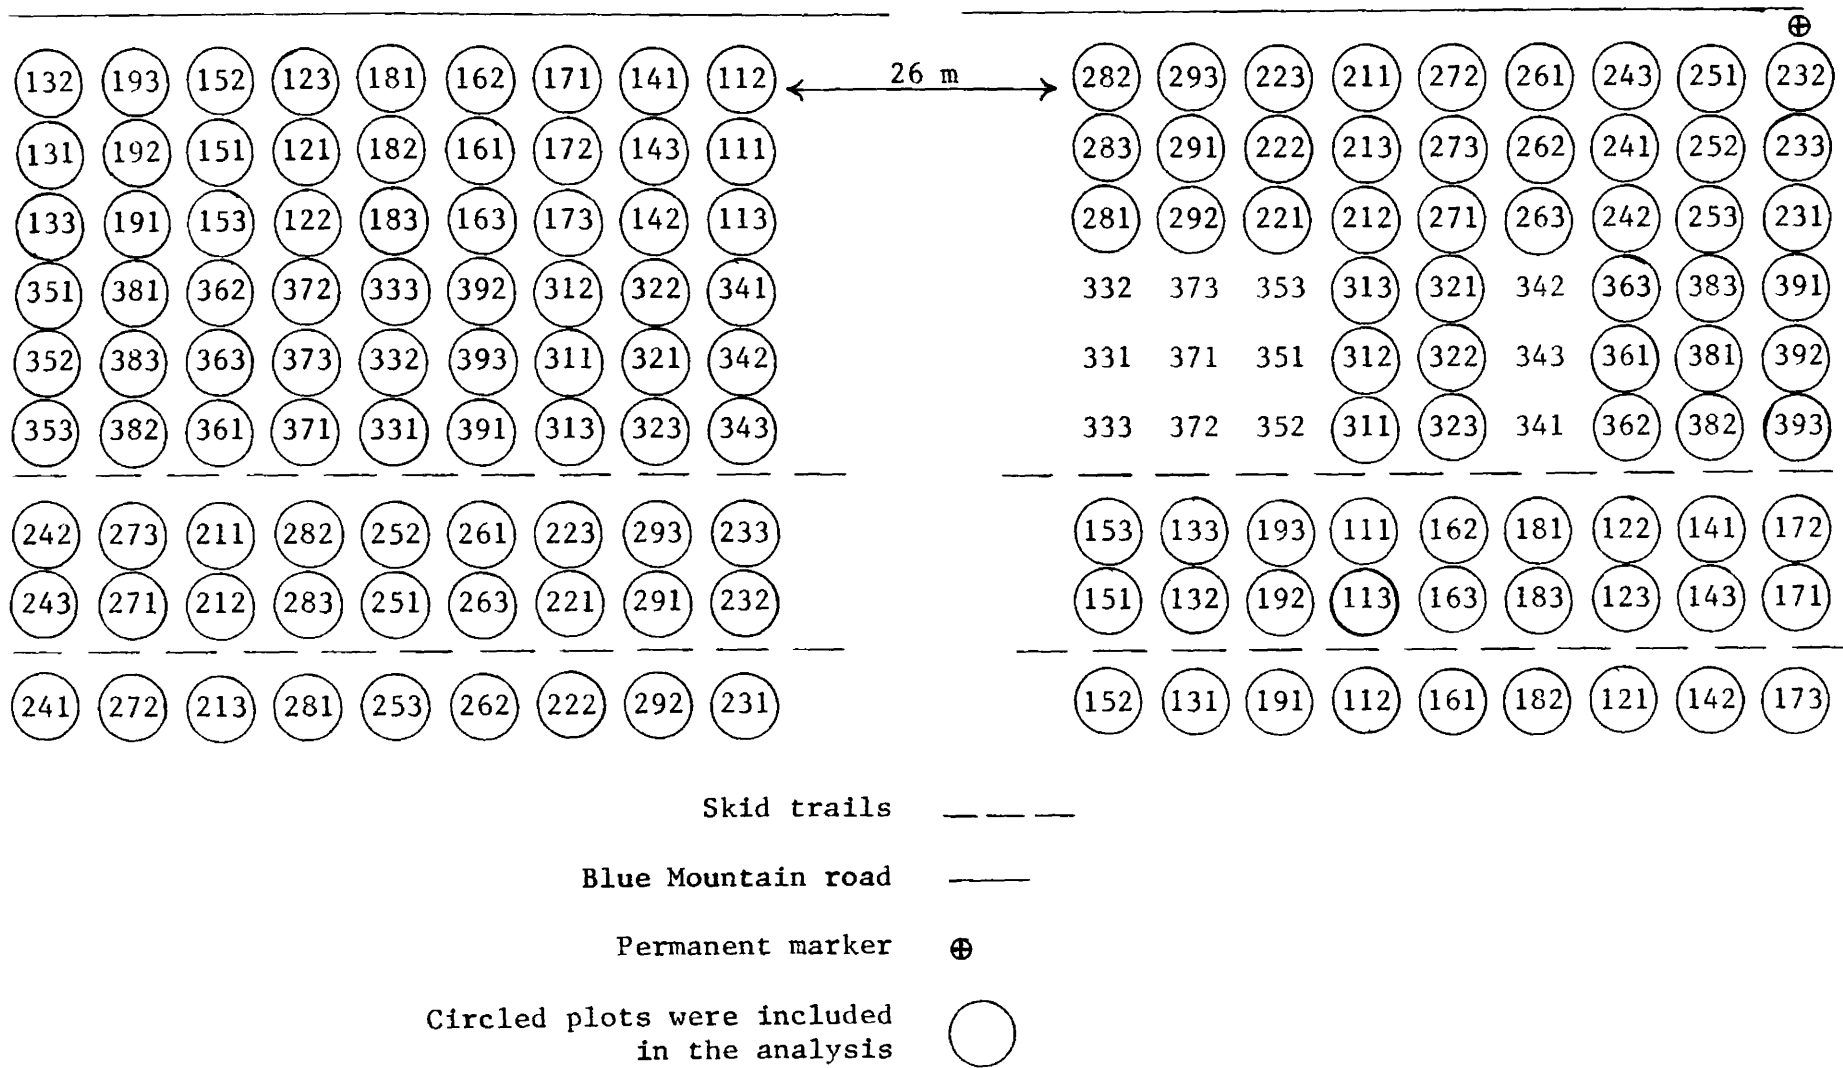 132 193 152 123 181 162 171 141 112 26 m 282 293 223 211 272 261 243 251 232
131 192 151 121 182 161 172 143 111 283 291 222 213 273 262 241 252 233
133 191 153 122 183 163 173 142 113 281 292 221 212 271 263 242 253 231
351 381 362 372 333 392 312 322 341 332 373 353 313 321 342 363 383 391
352 383 363 373 332 393 311 321 342 331 371 351 312 322 343 361 381 392
353 382 361 371 331 391 313 323 343 333 372 352 311 323 341 362 382 393
242 273 211 282 252 261 223 293 233 153 133 193 111 162 181 122 141 172
243 271 212 283 251 263 221 291 232 151 132 192 113 163 183 123 143 171
241 272 213 281 253 262 222 292 231 152 131 191 112 161 182 121 142 173
Skid trails
Blue Mountain road
Permanent marker
Circled plots were included
in the analysis